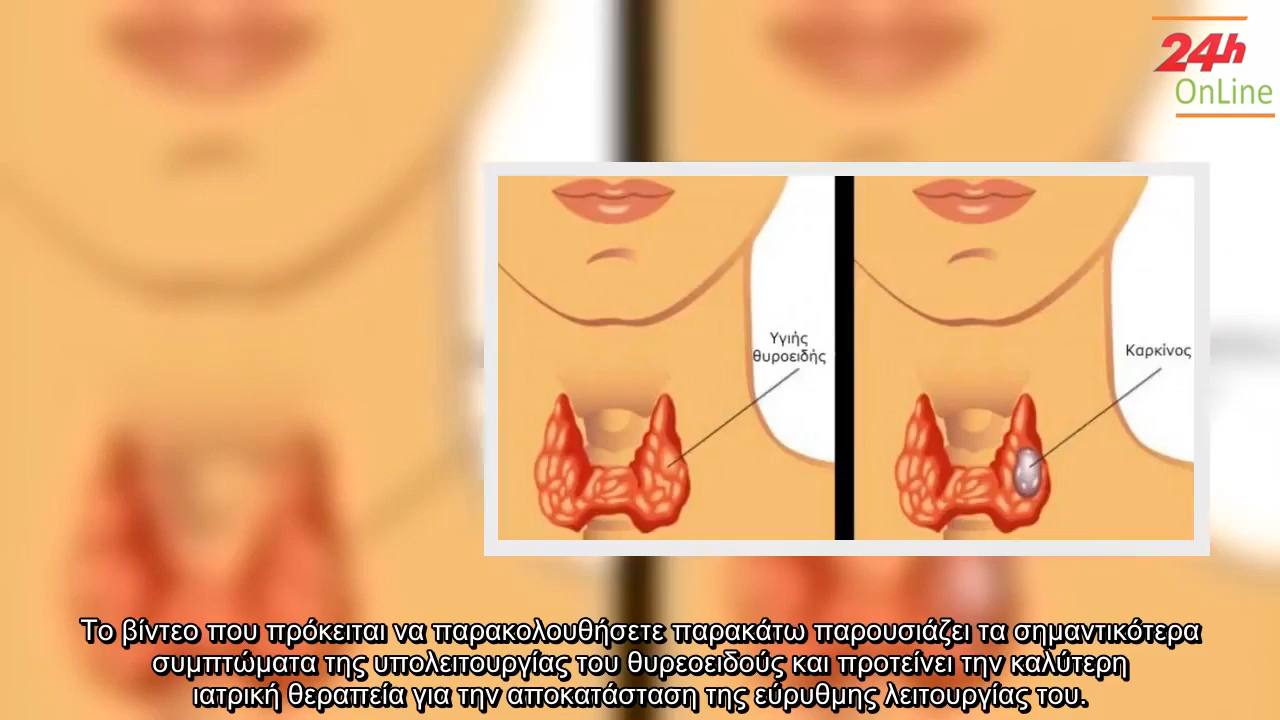 24h
OnLine
Υγιής
θυροειδής
Καρκίνος
Το βίντεο που πρόκειται να παρακολουθήσετε παρακάτω παρουσιάζει τα σημαντικότερα
συμπτώματα της υπολειτουργίας του θυρεοειδούς και προτείνει την καλύτερη
ιατρική θεραπεία για την αποκατάσταση της εύρυθμης λειτουργίας του.